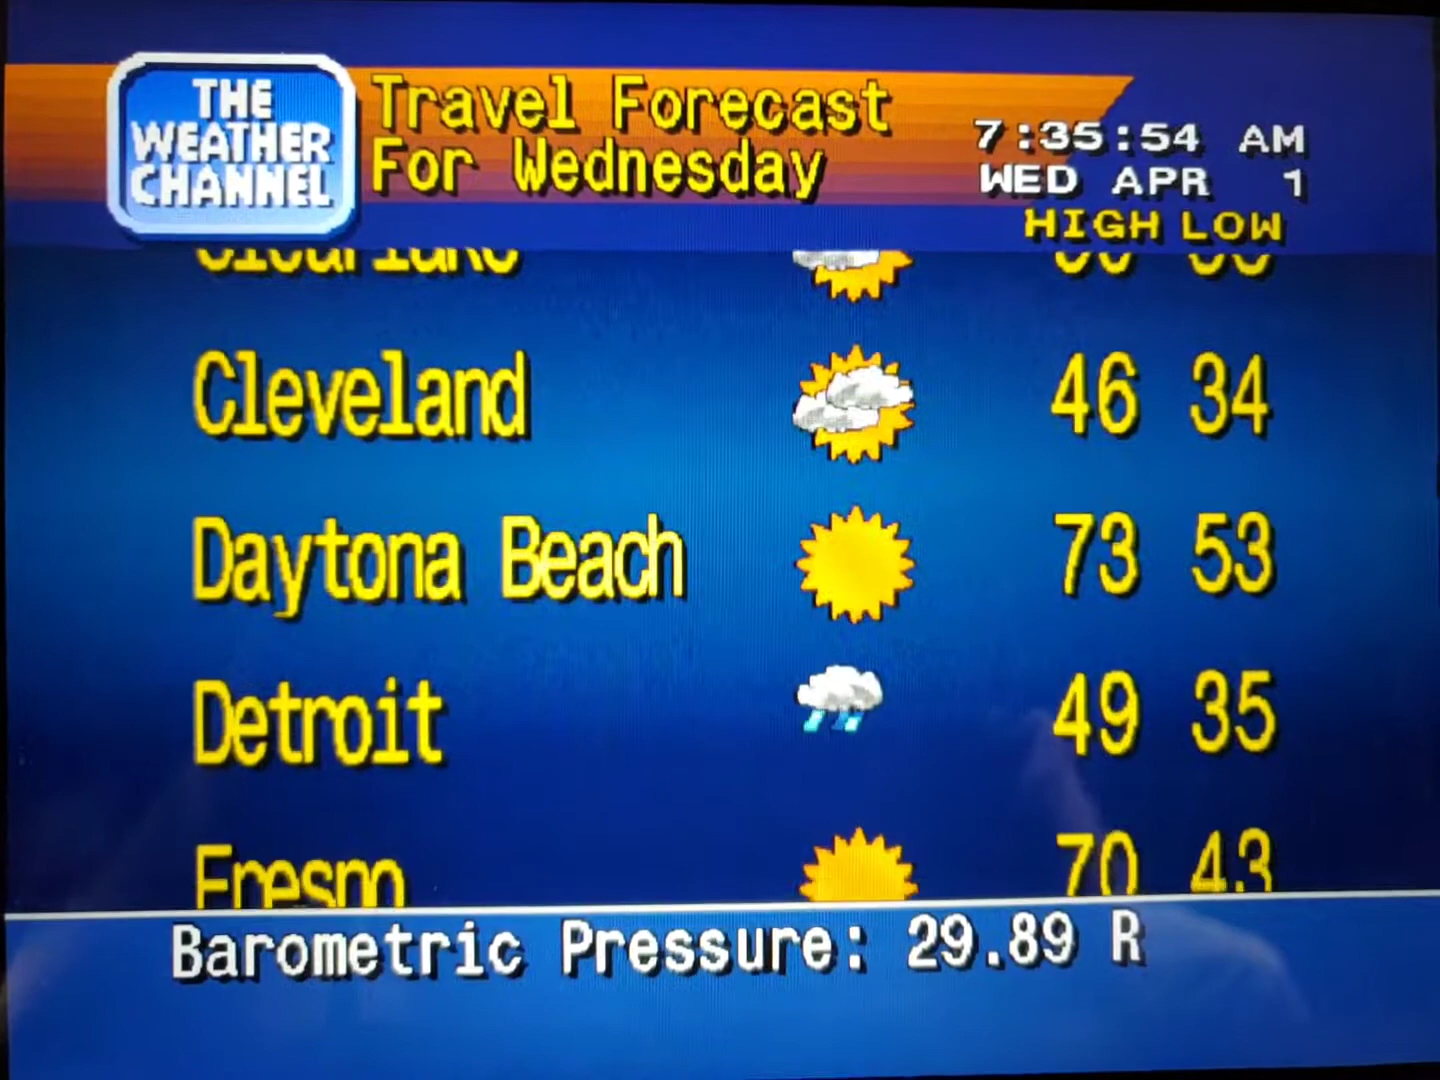 THE
WEATHER
CHANNEL
Travel Forecast
For Wednesday
7:35:54 AM
WED APR 1
HIGH LOW
Cleveland 46 34
Daytona Beach 73 53
Detroit 49 35
Fresno 70 43
Barometric Pressure: 29.89 R